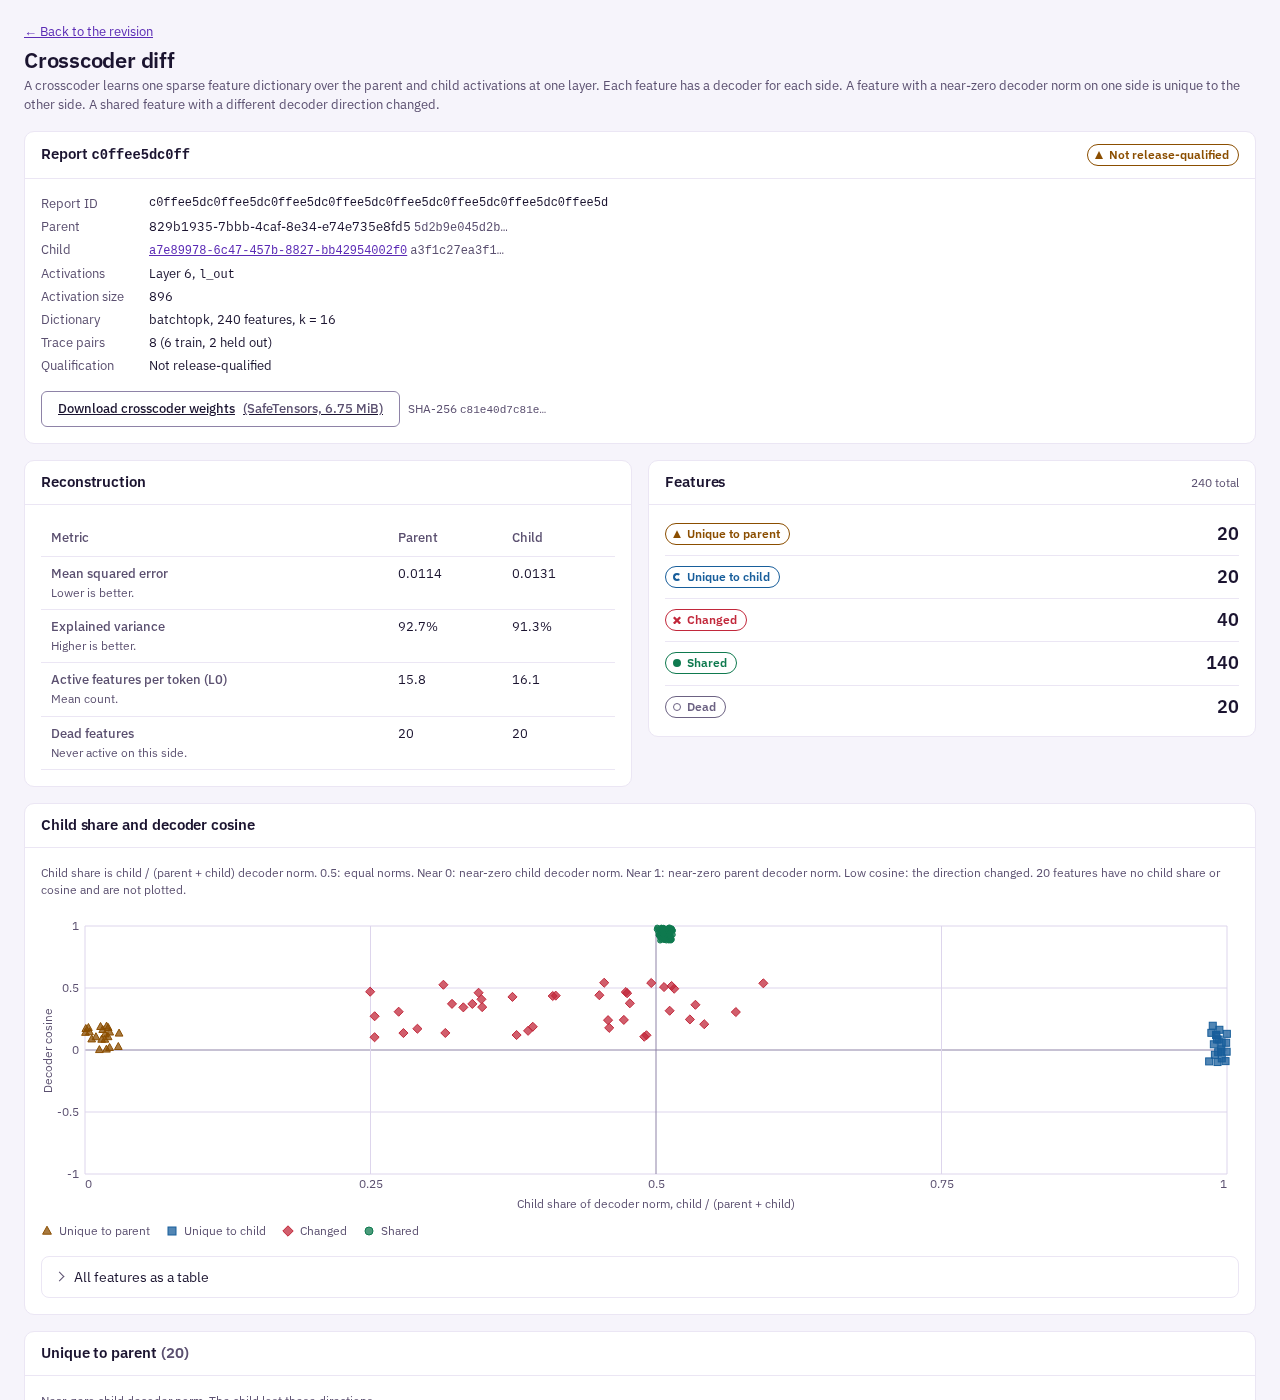 ← Back to the revision
Crosscoder diff
A crosscoder learns one sparse feature dictionary over the parent and child activations at one layer. Each feature has a decoder for each side. A feature with a near-zero decoder norm on one side is unique to the
other side. A shared feature with a different decoder direction changed.
Report c0ffee5dc0ff
Not release-qualified
Report ID c0ffee5dc0ffee5dc0ffee5dc0ffee5dc0ffee5dc0ffee5dc0ffee5dc0ffee5d
Parent 829b1935-7bbb-4caf-8e34-e74e735e8fd5 5d2b9e045d2b…
Child a7e89978-6c47-457b-8827-bb42954002f0 a3f1c27ea3f1…
Activations Layer 6, l_out
Activation size 896
Dictionary batchtopk, 240 features, k = 16
Trace pairs 8 (6 train, 2 held out)
Qualification Not release-qualified
Download crosscoder weights (SafeTensors, 6.75 MiB) SHA-256 c81e40d7c81e…
Reconstruction
Metric Parent Child
Mean squared error 0.0114 0.0131
Lower is better.
Explained variance 92.7% 91.3%
Higher is better.
Active features per token (L0) 15.8 16.1
Mean count.
Dead features 20 20
Never active on this side.
Features 240 total
Unique to parent 20
C Unique to child 20
Changed 40
Shared 140
Dead 20
Child share and decoder cosine
Child share is child / (parent + child) decoder norm. 0.5: equal norms. Near 0: near-zero child decoder norm. Near 1: near-zero parent decoder norm. Low cosine: the direction changed. 20 features have no child share or
cosine and are not plotted.
1
0.5
0
-0.5
-1
Decoder cosine
0 0.25 0.5 0.75 1
Child share of decoder norm, child / (parent + child)
Unique to parent Unique to child Changed Shared
All features as a table
Unique to parent (20)
Near-zero child decoder norm. The child lost these directions.